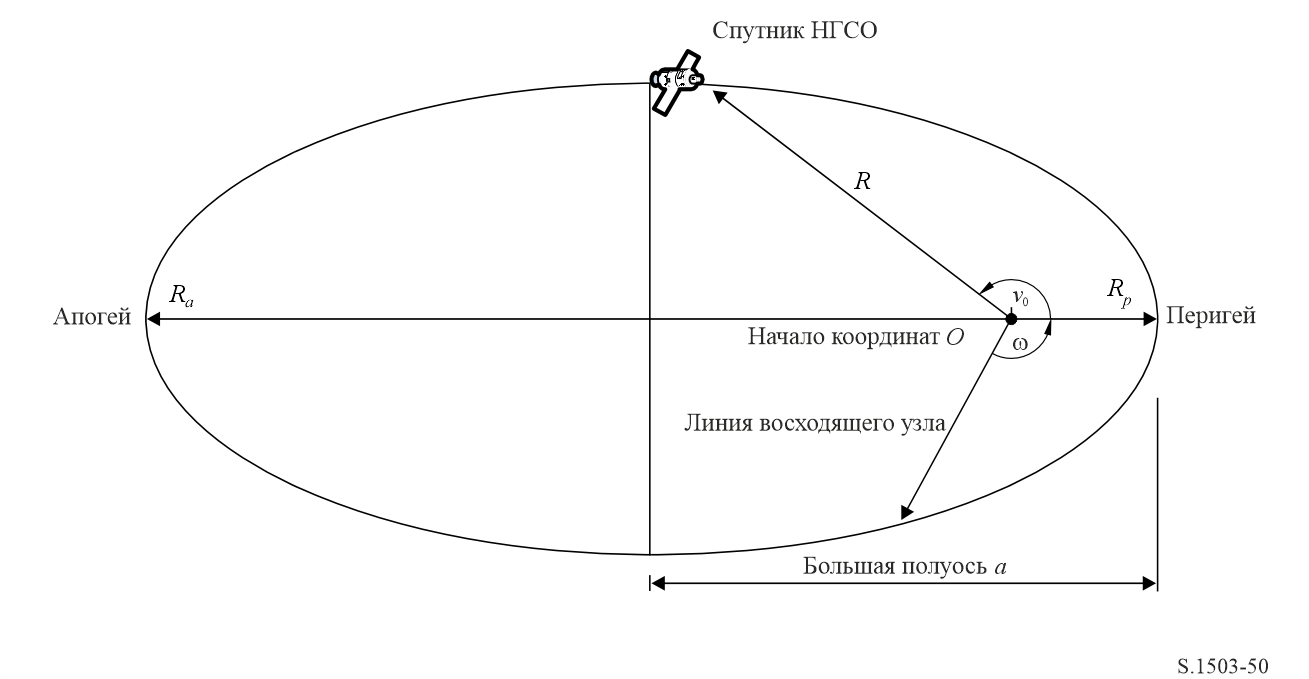 Спутник НГСО
R
R_a
v_0
R_p
Апогей
Перигей
Начало координат O
ω
Линия восходящего узла
Большая полуось a
S.1503-50